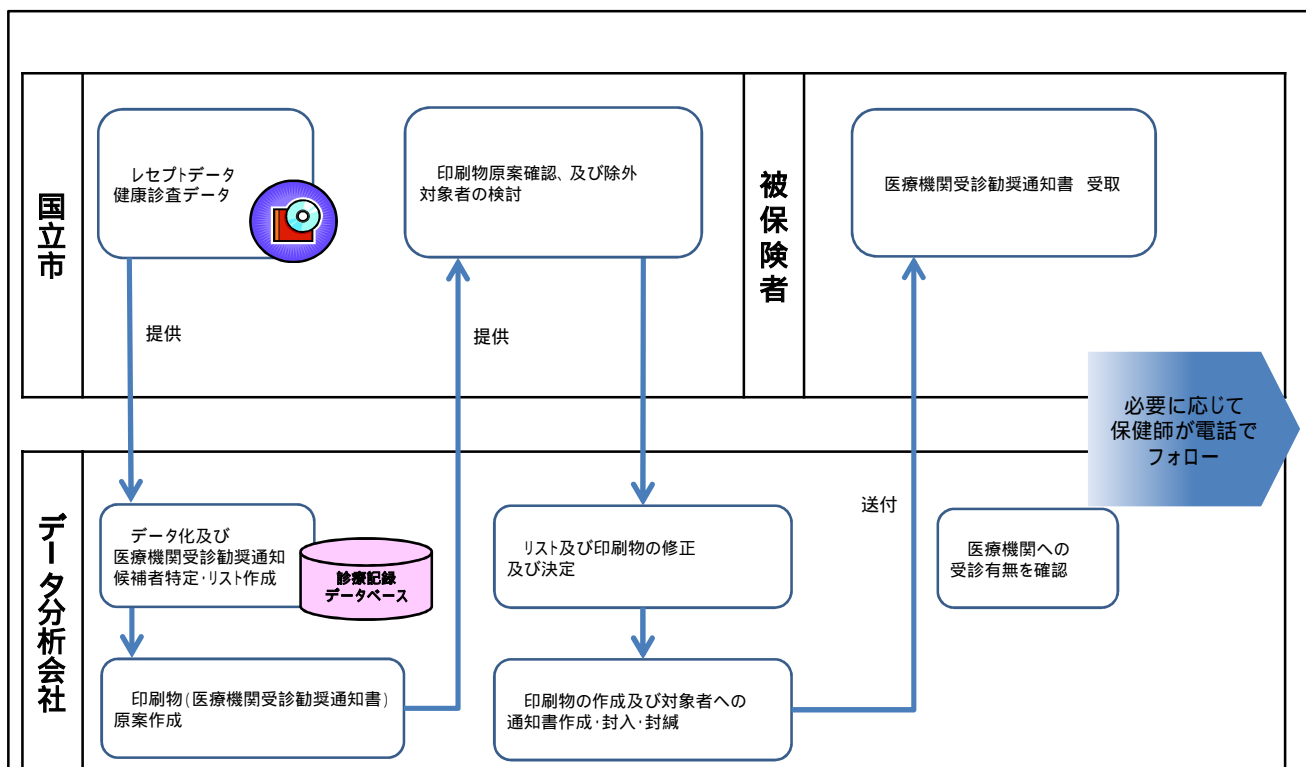 国立市
レセプトデータ
健康診査データ
提供
印刷物原案確認、及び除外
対象者の検討
提供
被保険者
医療機関受診勧奨通知書 受取
必要に応じて
保健師が電話で
フォロー
データ分析会社
データ化及び
医療機関受診勧奨通知
候補者特定・リスト作成
診療記録
データベース
印刷物(医療機関受診勧奨通知書)
原案作成
リスト及び印刷物の修正
及び決定
印刷物の作成及び対象者への
通知書作成・封入・封緘
送付
医療機関への
受診有無を確認